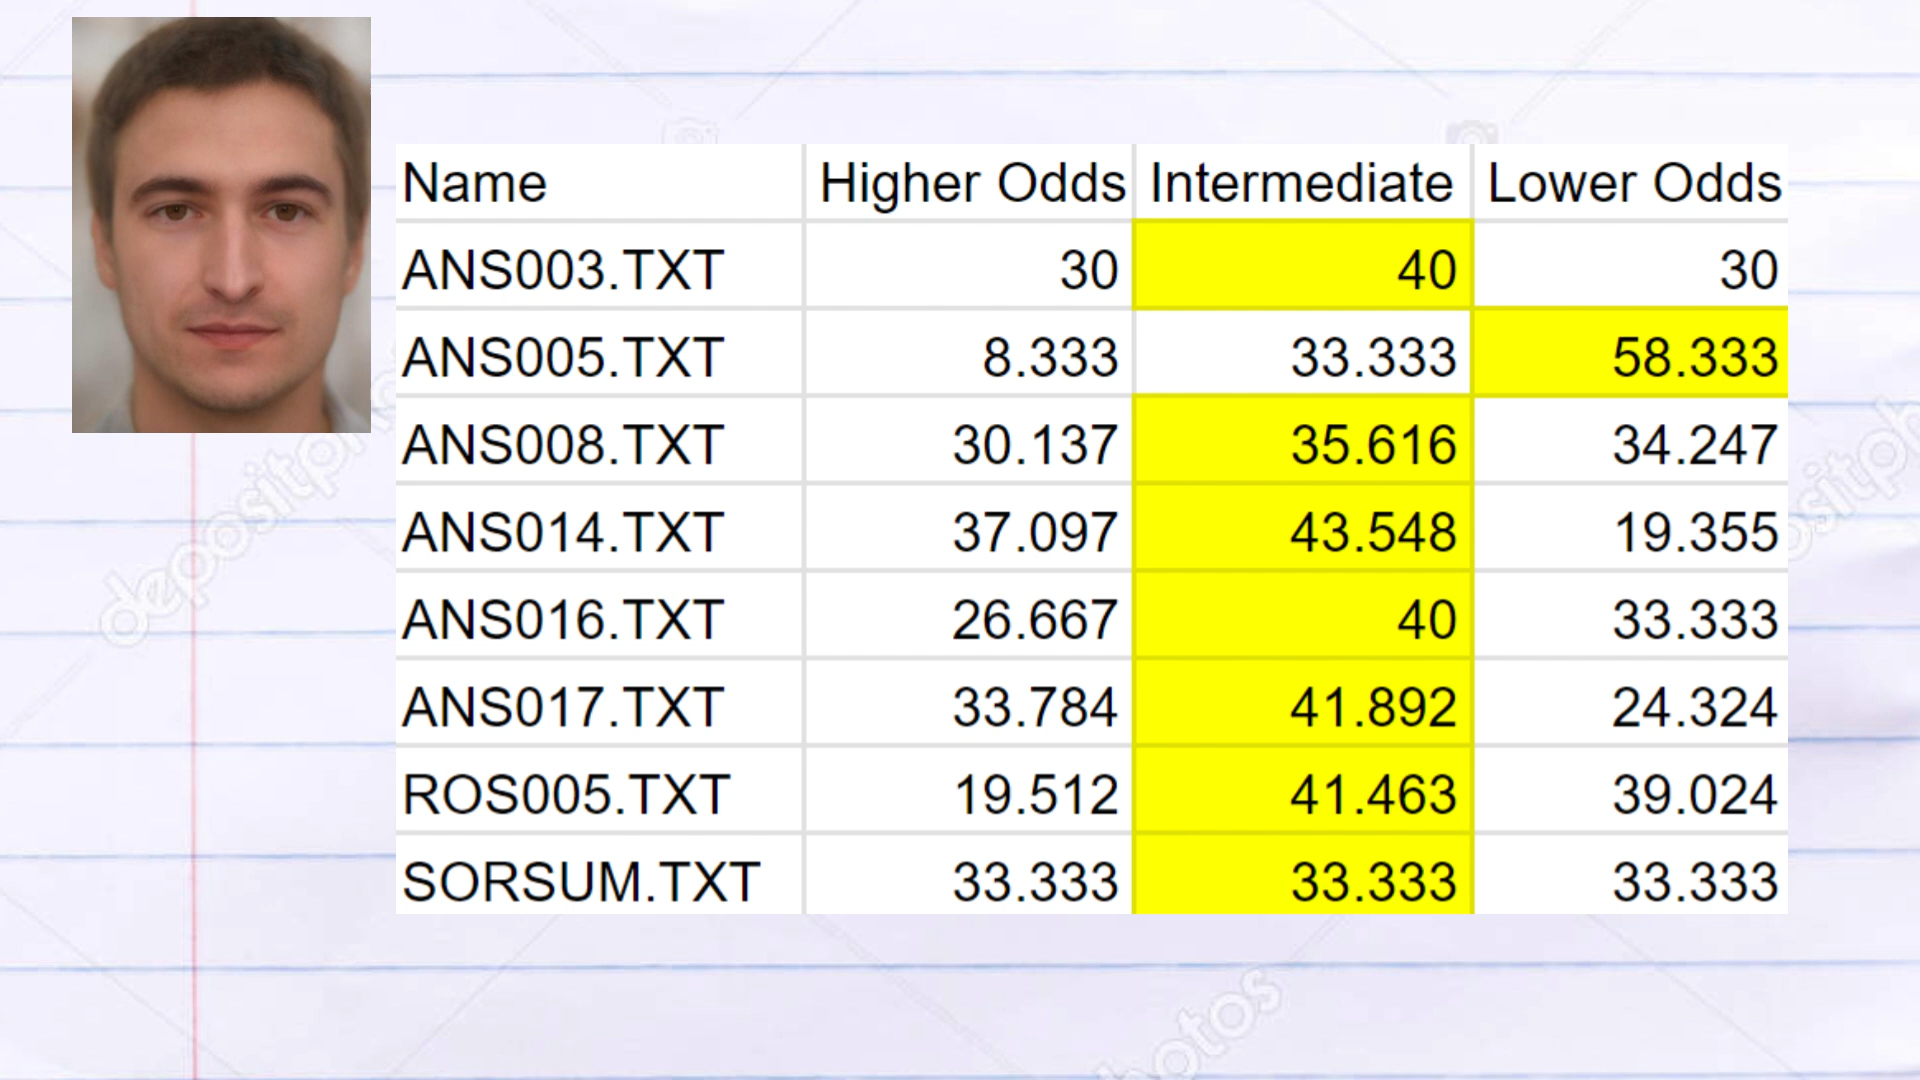 Name Higher Odds Intermediate Lower Odds
ANS003.TXT 30 40 30
ANS005.TXT 8.333 33.333 58.333
ANS008.TXT 30.137 35.616 34.247
ANS014.TXT 37.097 43.548 19.355
ANS016.TXT 26.667 40 33.333
ANS017.TXT 33.784 41.892 24.324
ROS005.TXT 19.512 41.463 39.024
SORSUM.TXT 33.333 33.333 33.333
depositpho
ositph
hotos